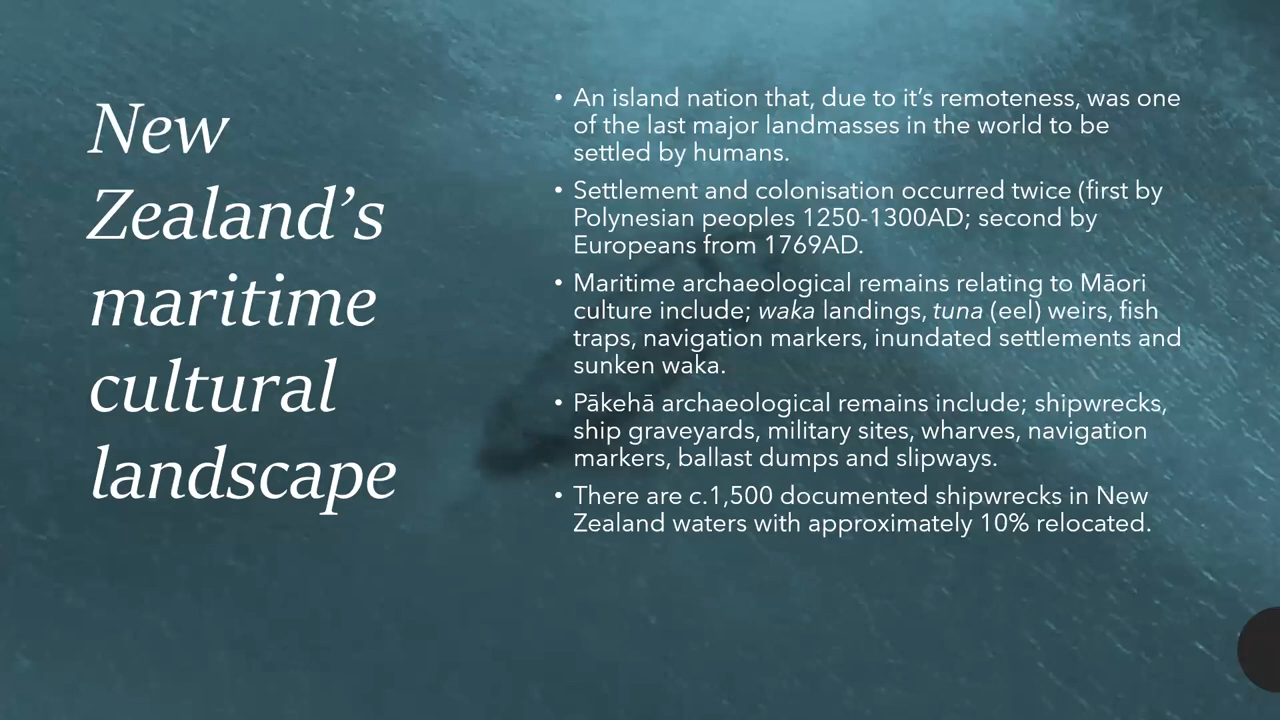 New
Zealand’s
maritime
cultural
landscape
• An island nation that, due to it’s remoteness, was one
of the last major landmasses in the world to be
settled by humans.
• Settlement and colonisation occurred twice (first by
Polynesian peoples 1250-1300AD; second by
Europeans from 1769AD.
• Maritime archaeological remains relating to Māori
culture include; waka landings, tuna (eel) weirs, fish
traps, navigation markers, inundated settlements and
sunken waka.
• Pākehā archaeological remains include; shipwrecks,
ship graveyards, military sites, wharves, navigation
markers, ballast dumps and slipways.
• There are c.1,500 documented shipwrecks in New
Zealand waters with approximately 10% relocated.